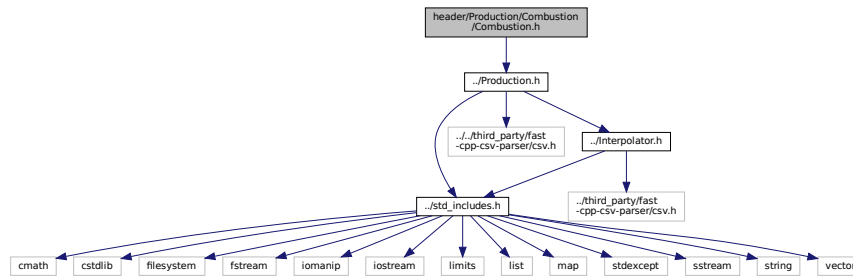 header/Production/Combustion
/Combustion.h
../Production.h
../../third_party/fast
-cpp-csv-parser/csv.h
../Interpolator.h
../third_party/fast
-cpp-csv-parser/csv.h
../std_includes.h
cmath
cstdlib
filesystem
fstream
iomanip
iostream
limits
list
map
stdexcept
sstream
string
vector